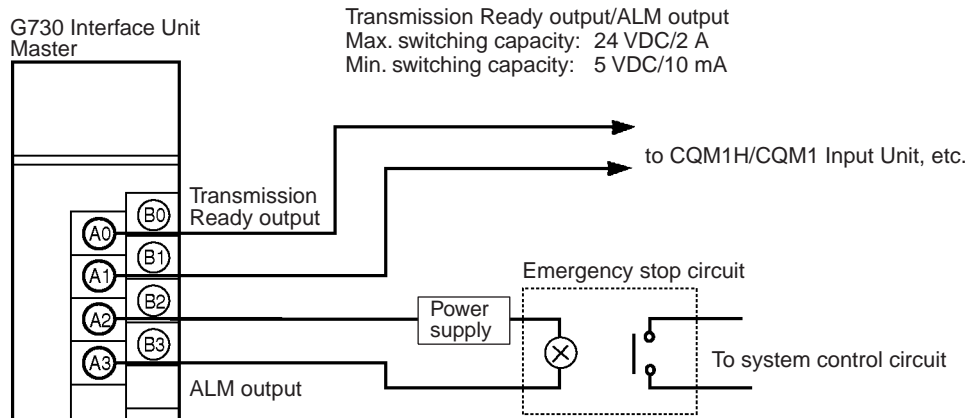 Transmission Ready output/ALM output
Max. switching capacity: 24 VDC/2 A
Min. switching capacity: 5 VDC/10 mA
G730 Interface Unit
Master
to CQM1H/CQM1 Input Unit, etc.
Transmission
Ready output
B0
A0
B1
A1
Emergency stop circuit
B2
A2
Power
supply
B3
A3
To system control circuit
ALM output